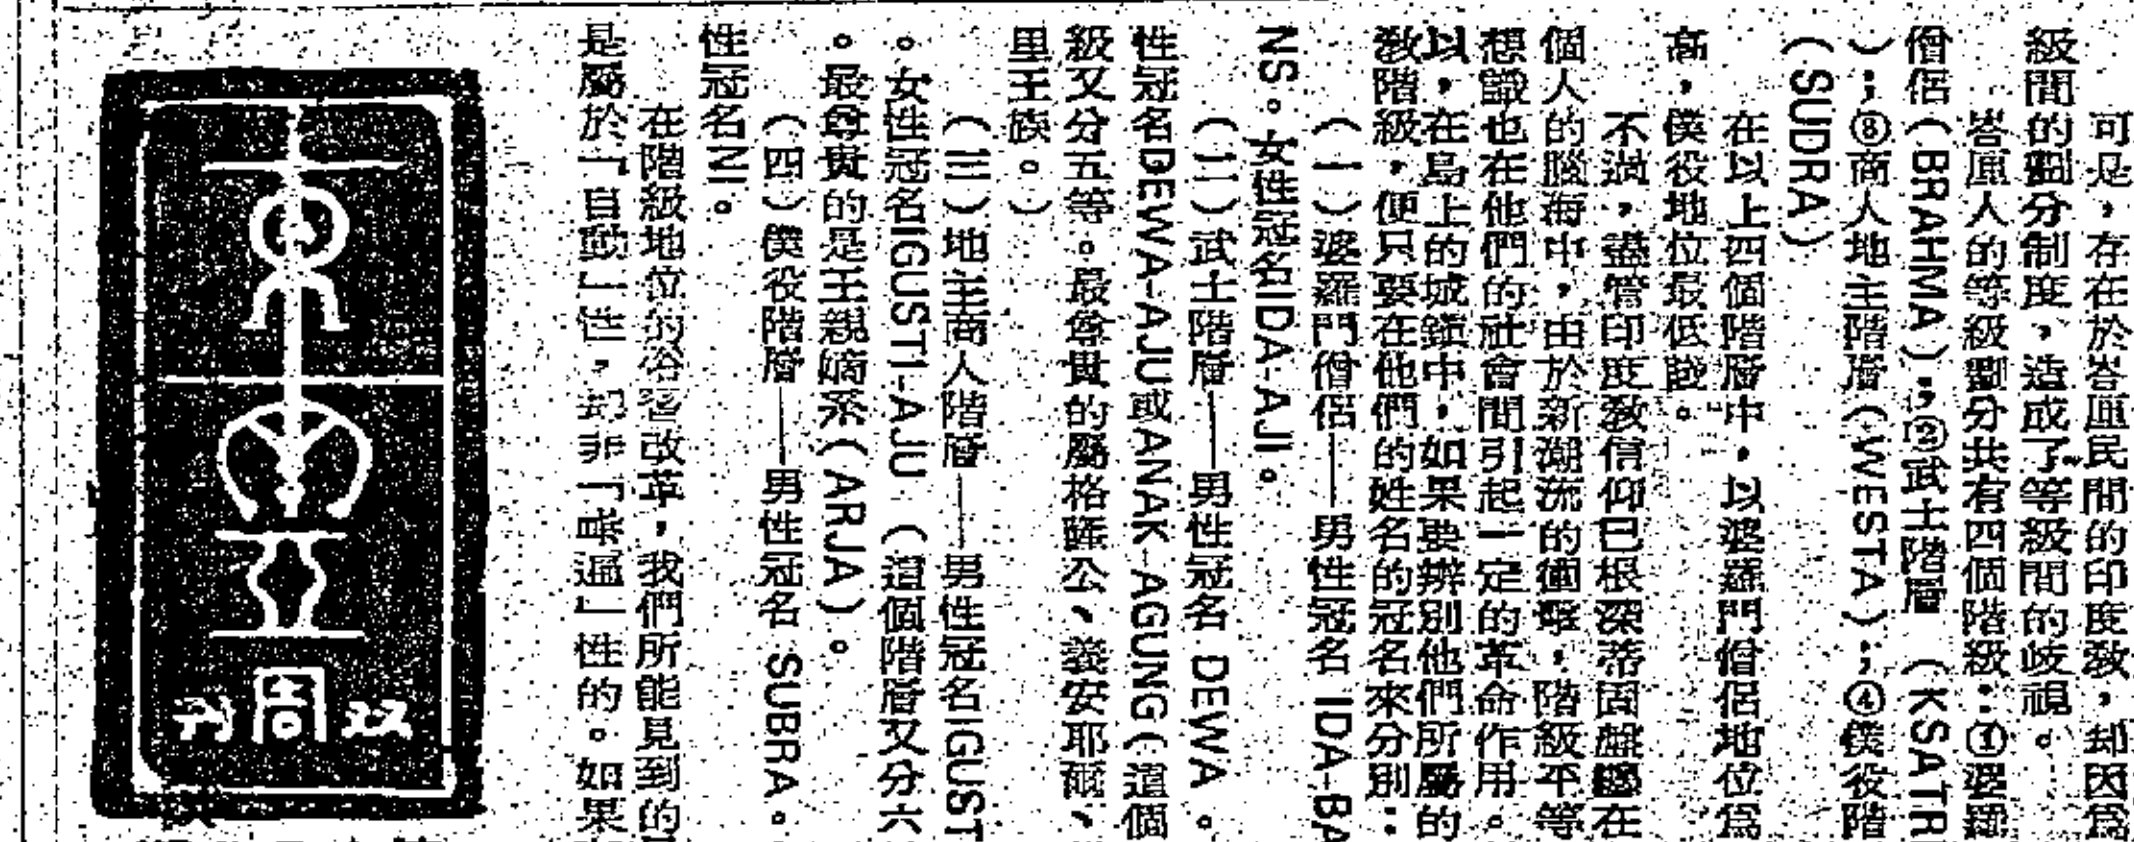 可是，存在於峇厘民間的印度教，却因爲
級間的劃分制度，造成了等級間的歧視。
峇厘人的等級劃分共有四個階級：①婆羅
僧侶（BRAHMA）；②武士階層（KSATR
）；③商人地主階層（WESTA）；④僕役階
（SUDRA）
在以上四個階層中，以婆羅門僧侶地位爲
高，僕役地位最低賤。
不過，盡管印度教信仰已根深蒂固盤踞在
個人的腦海中，由於新潮流的衝擊，階級平等
想識也在他們的社會間引起一定的革命作用。
以，在島上的城鎮中，如果要辨別他們所屬的
教階級，便只要在他們的姓名的冠名來分別：
（一）婆羅門僧侶——男性冠名 IDA-BA
NS。女性冠名IDA-AJI。
（二）武士階層——男性冠名 DEWA 。
性冠名DEWA-AJU或ANAK-AGUNG（這個
級又分五等。最尊貴的屬格 公、義安耶 、
里王族。）
（三）地主商人階層——男性冠名IGUST
。女性冠名IGUSTI-AJU （這個階層又分六
。最尊貴的是王親嫡系（ARJA）。
（四）僕役階層——男性冠名 SUBRA。
性冠名NI。
在階級地位的俗習改革，我們所能見到的
是屬於「自動」性，却非「強逼」性的。如果
双周刊